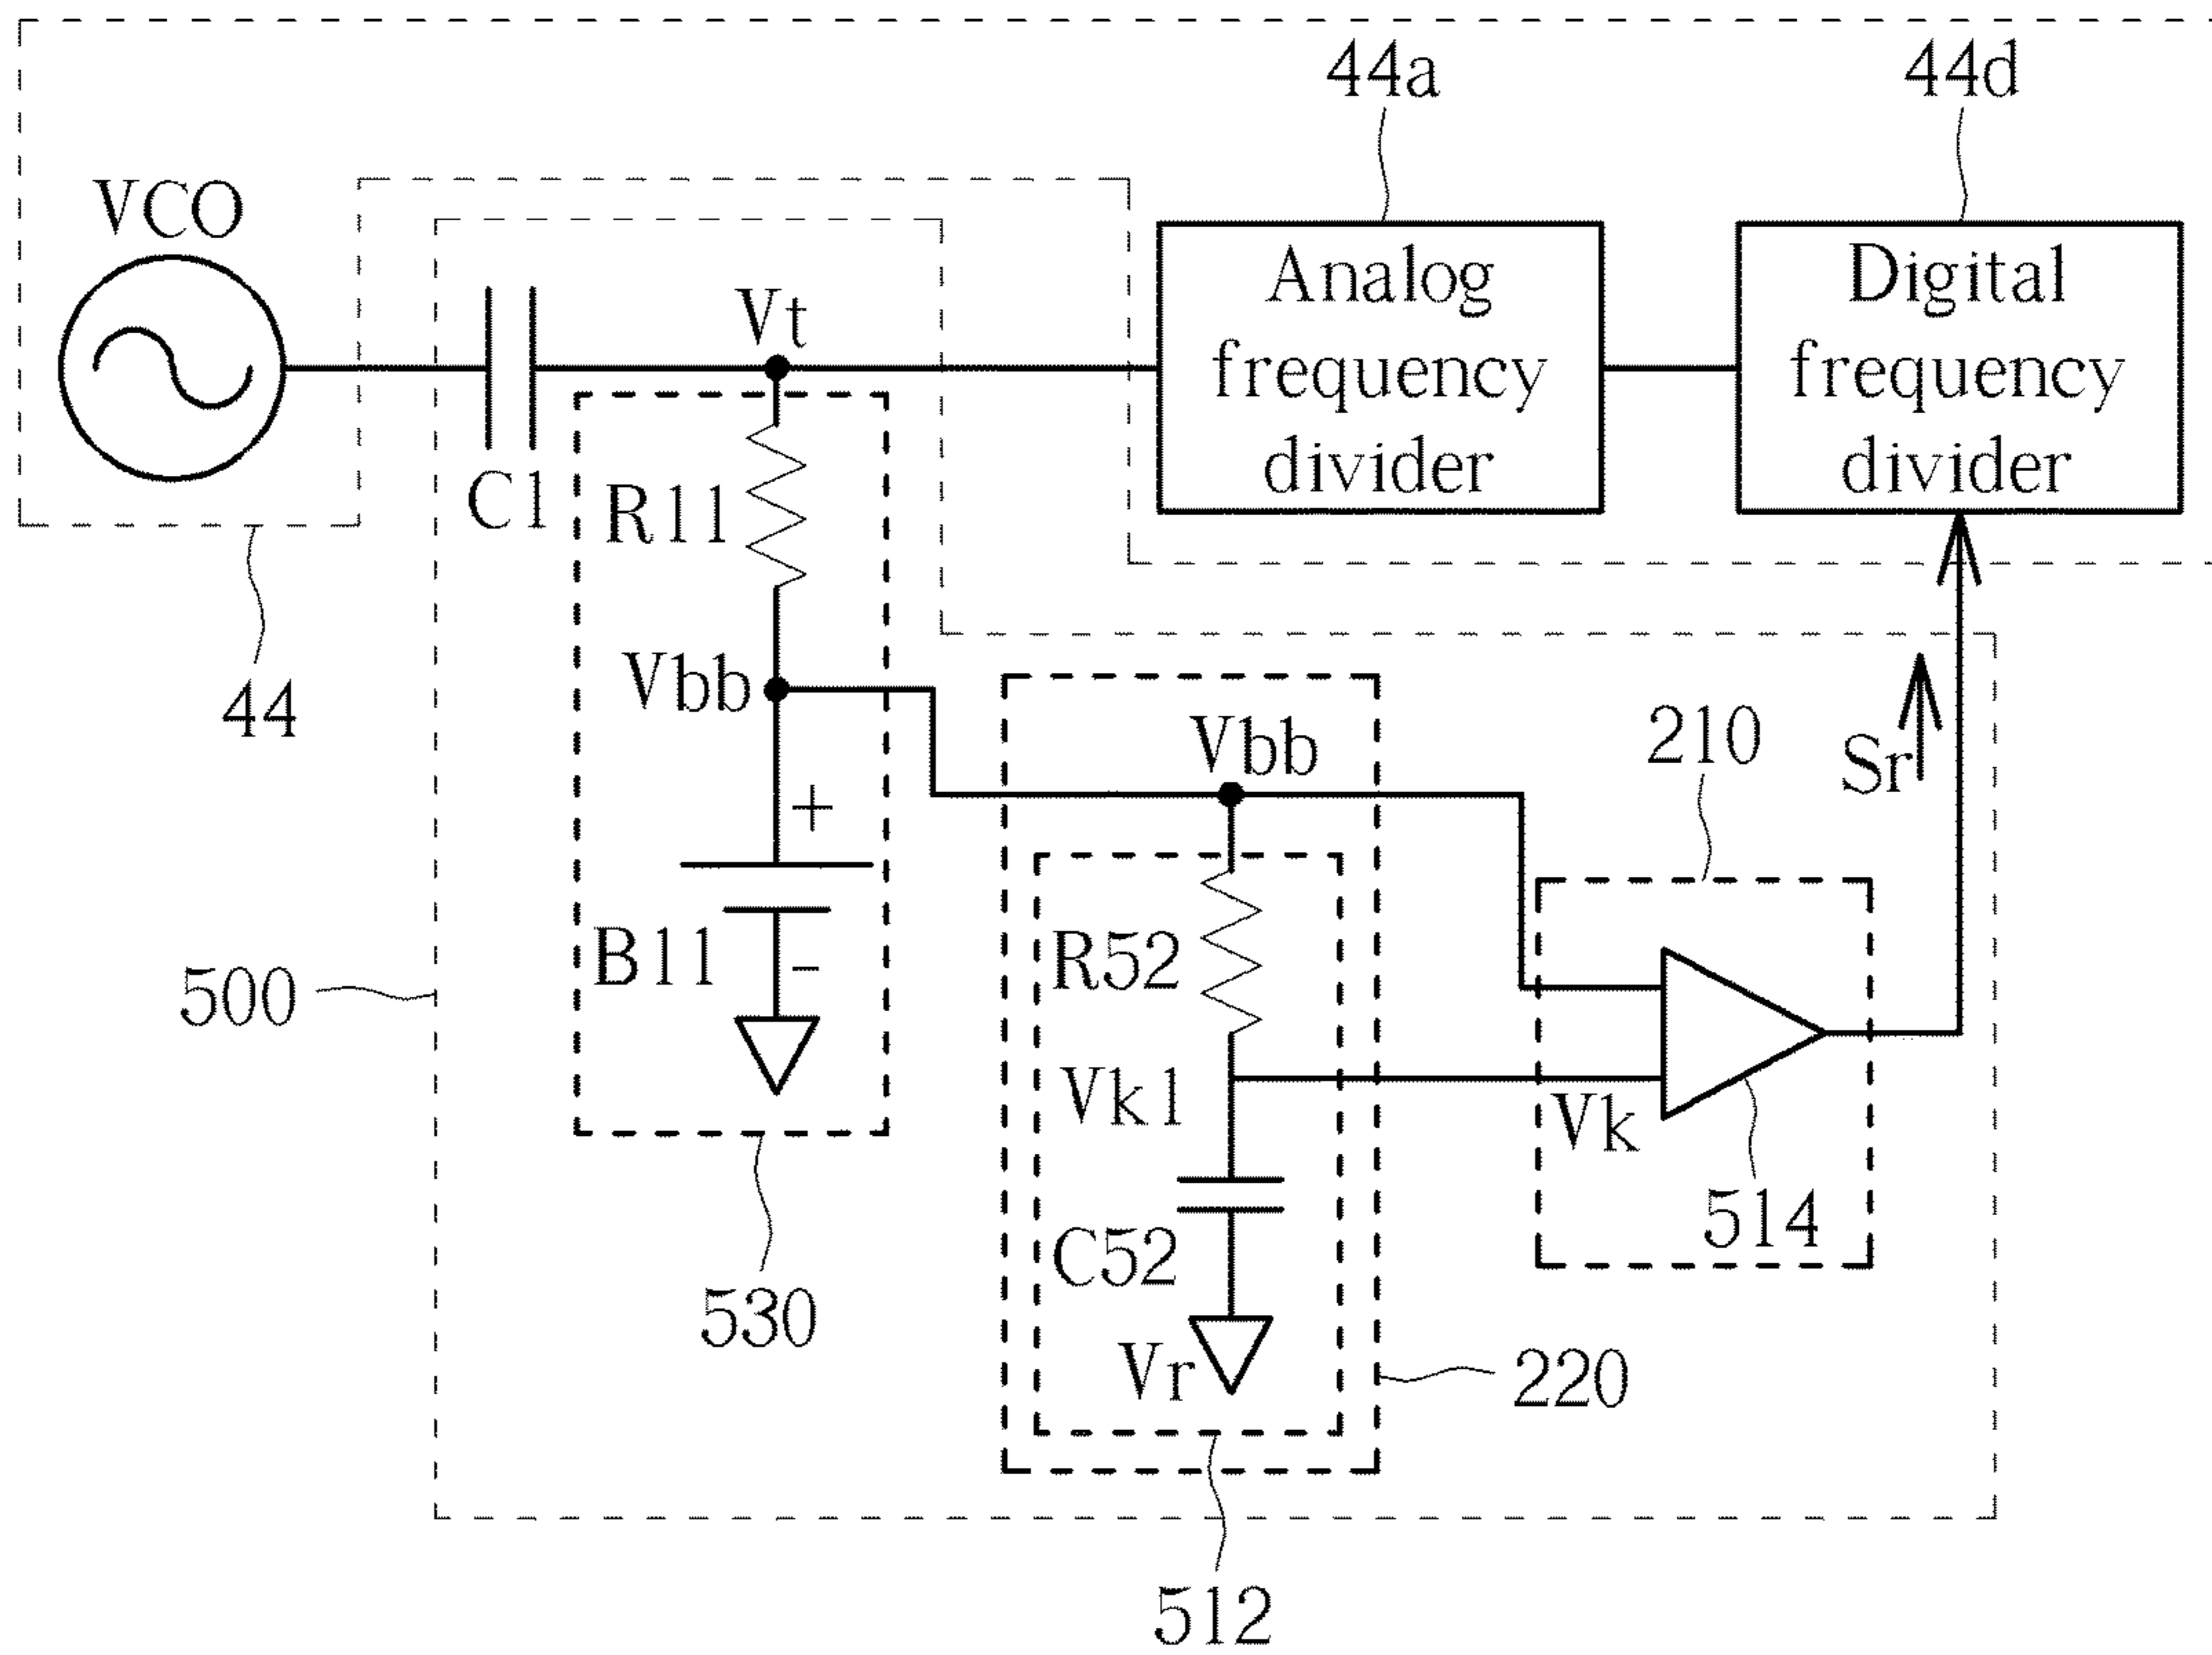 44a
44d
VCO
Analog
frequency
divider
Digital
frequency
divider
Vt
C1
R11
Vbb
44
Vbb
210
Sr
+
B11
-
R52
500
Vk1
Vk
514
C52
530
Vr
220
512